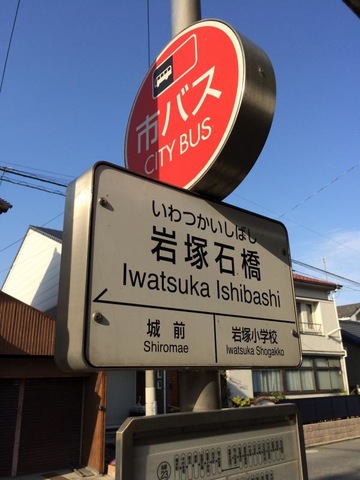 市バス
CITY BUS
いわつかいしばし
岩塚石橋
Iwatsuka Ishibashi
城前
Shiromae
岩塚小学校
Iwatsuka Shogakko
23